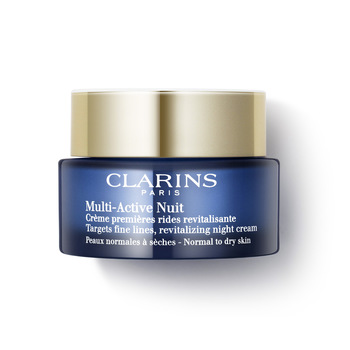 CLARINS
PARIS
Multi-Active Nuit
Crème premières rides revitalisante
Targets fine lines, revitalizing night cream
Peaux normales à sèches - Normal to dry skin